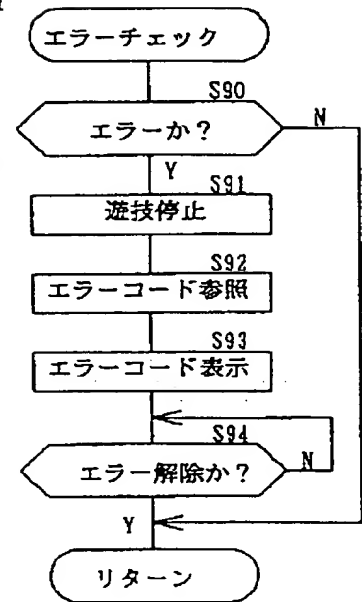 エラーチェック
S90
エラーか?
N
Y
S91
遊技停止
S92
エラーコード参照
S93
エラーコード表示
S94
エラー解除か?
N
Y
リターン